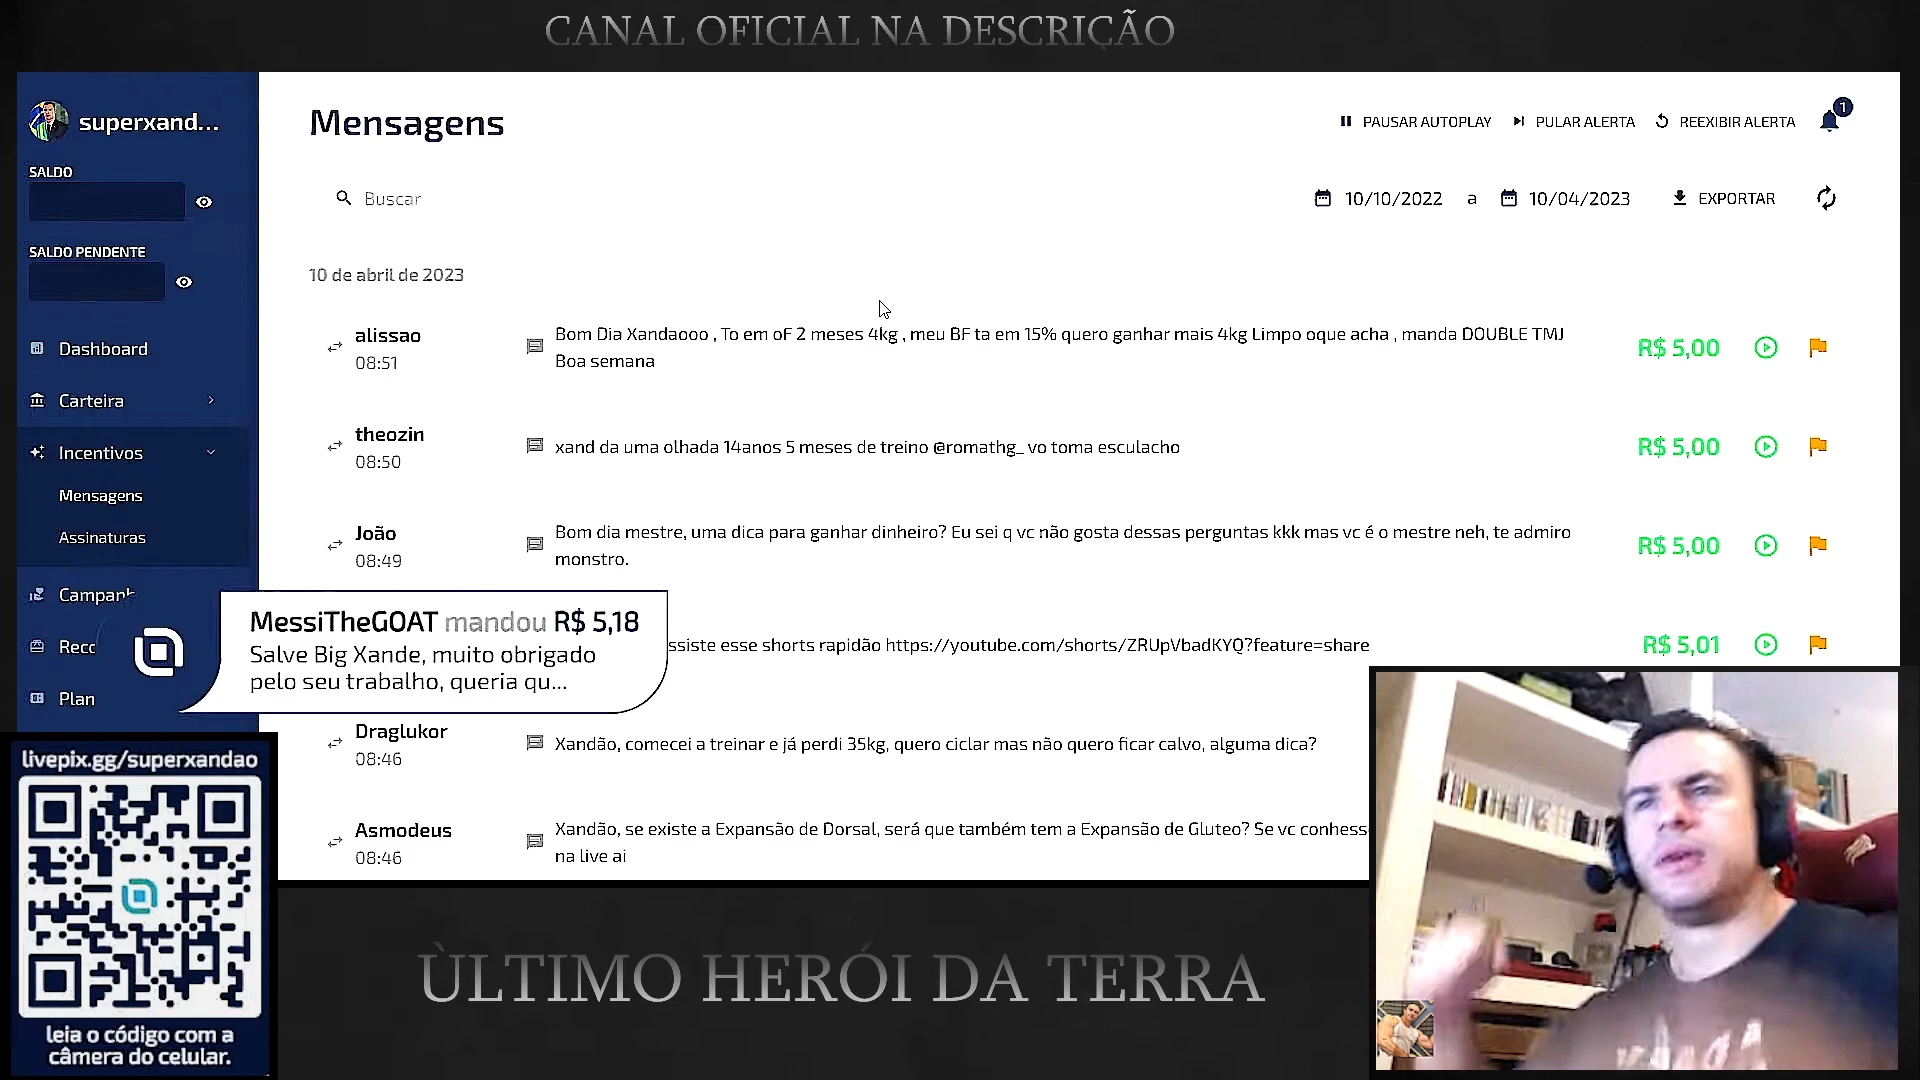 CANAL OFICIAL NA DESCRIÇÃO
superxand...
SALDO
SALDO PENDENTE
Dashboard
Carteira
Incentivos
Mensagens
Assinaturas
Campanh
Reco
Plan
Mensagens
PAUSAR AUTOPLAY
PULAR ALERTA
REEXIBIR ALERTA
1
Buscar
10/10/2022 a 10/04/2023
EXPORTAR
10 de abril de 2023
alissao
08:51
Bom Dia Xandaooo , To em oF 2 meses 4kg , meu BF ta em 15% quero ganhar mais 4kg Limpo oque acha , manda DOUBLE TMJ
Boa semana
R$ 5,00
theozin
08:50
xand da uma olhada 14anos 5 meses de treino @romathg_ vo toma esculacho
R$ 5,00
João
08:49
Bom dia mestre, uma dica para ganhar dinheiro? Eu sei q vc não gosta dessas perguntas kkk mas vc é o mestre neh, te admiro
monstro.
R$ 5,00
MessiTheGOAT mandou R$ 5,18
Salve Big Xande, muito obrigado
pelo seu trabalho, queria qu...
ssiste esse shorts rapidão https://youtube.com/shorts/ZRUpVbadKYQ?feature=share
R$ 5,01
Draglukor
08:46
Xandão, comecei a treinar e já perdi 35kg, quero ciclar mas não quero ficar calvo, alguma dica?
Asmodeus
08:46
Xandão, se existe a Expansão de Dorsal, será que também tem a Expansão de Gluteo? Se vc conhess
na live ai
livepix.gg/superxandao
leia o código com a
câmera do celular.
ÙLTIMO HERÓI DA TERRA